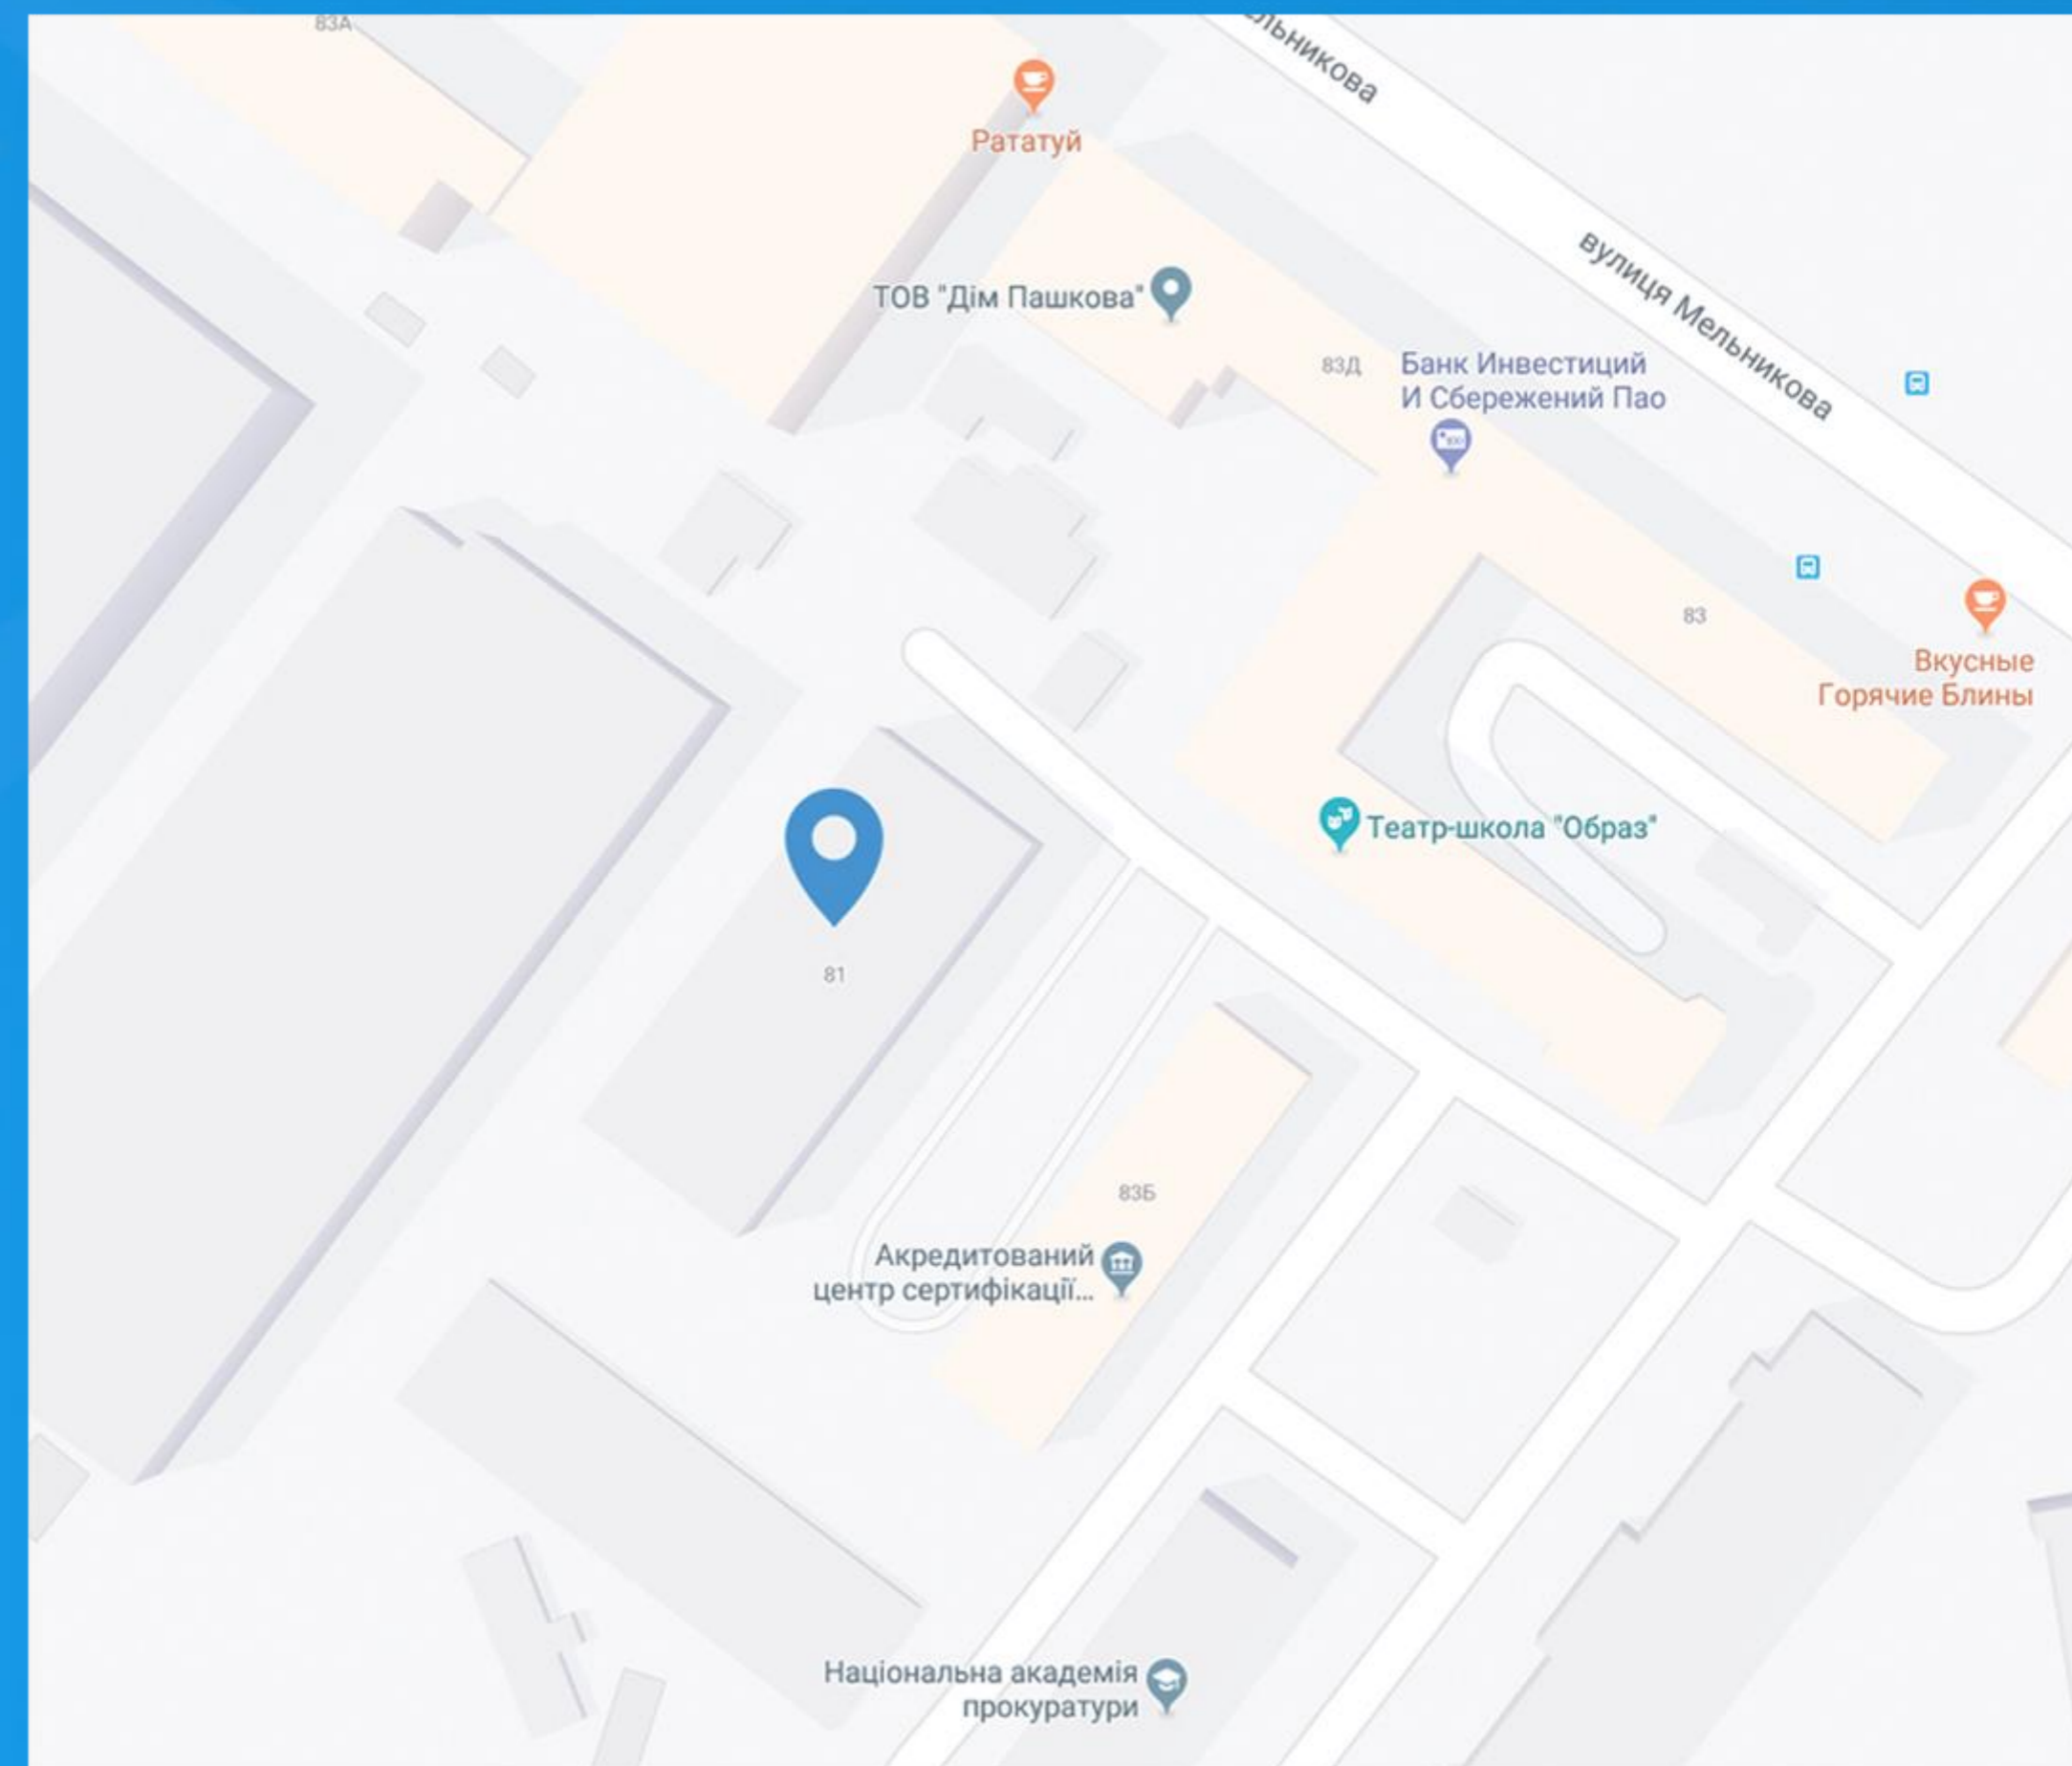 83А
ельникова
Рататуй
вулиця Мельникова
ТОВ "Дім Пашкова"
83Д
Банк Инвестиций
И Сбережений Пао
83
Вкусные
Горячие Блины
Театр-школа "Образ"
81
83Б
Акредитований
центр сертифікації...
Національна академія
прокуратури